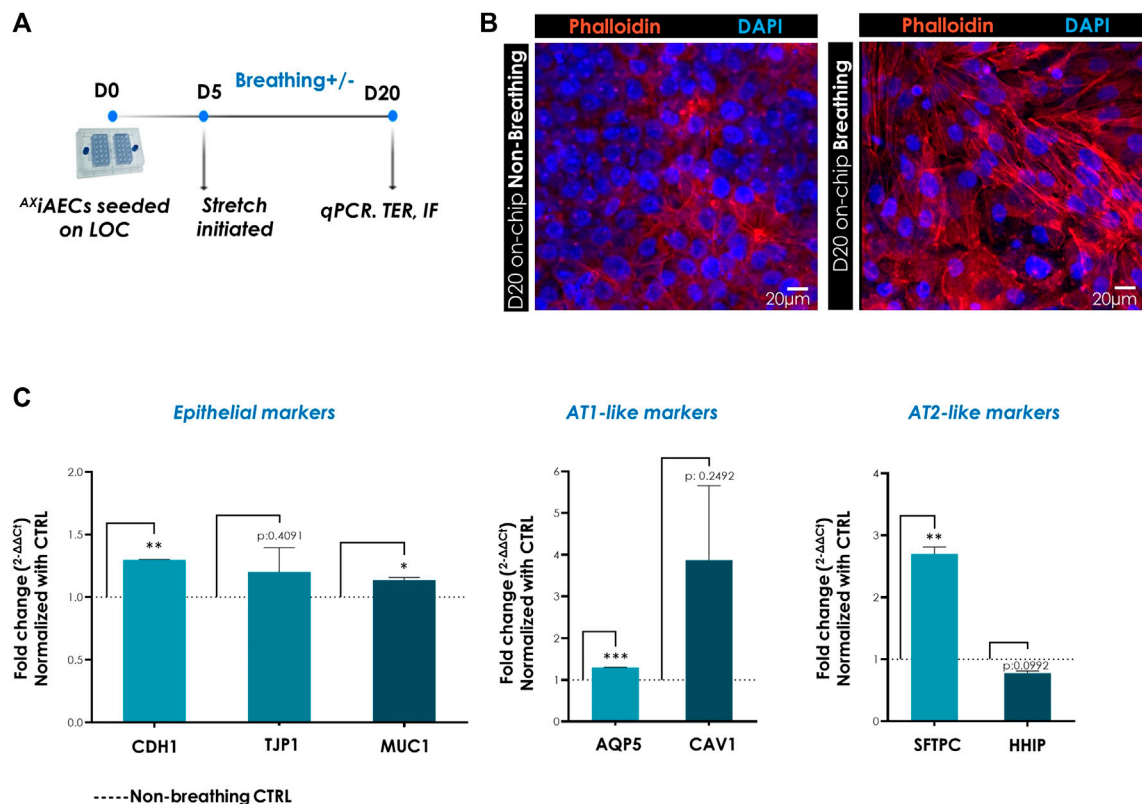 A
Breathing+/-
D0
D5
D20
AXiAECs seeded
on LOC
Stretch
initiated
qPCR. TER, IF
B
Phalloidin
DAPI
D20 on-chip Non-Breathing
20µm
Phalloidin
DAPI
D20 on-chip Breathing
20µm
C
Epithelial markers
Fold change (2-ΔΔCt)
Normalized with CTRL
2.0
1.5
1.0
0.5
0.0
**
p:0.4091
*
CDH1
TJP1
MUC1
AT1-like markers
Fold change (2-ΔΔCt)
Normalized with CTRL
6
5
4
3
2
1
0
***
p: 0.2492
AQP5
CAV1
AT2-like markers
Fold change (2-ΔΔCt)
Normalized with CTRL
4
3
2
1
0
**
p:0.0992
SFTPC
HHIP
-----Non-breathing CTRL